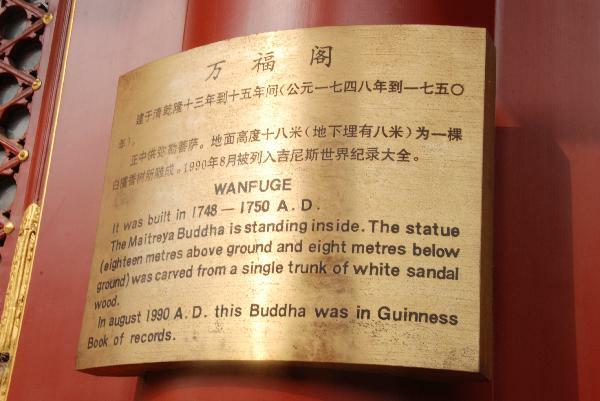 万福阁
建于清乾隆十三年到十五年间(公元一七四八年到一七五〇
年)。
正中供弥勒菩萨。地面高度十八米(地下埋有八米)为一棵
白檀香树所雕成。1990年8月被列入吉尼斯世界纪录大全。
WANFUGE
It was built in 1748 — 1750 A.D.
The Maitreya Buddha is standing inside. The statue
(eighteen metres above ground and eight metres below
ground) was carved from a single trunk of white sandal
wood.
In august 1990 A.D. this Buddha was in Guinness
Book of records.